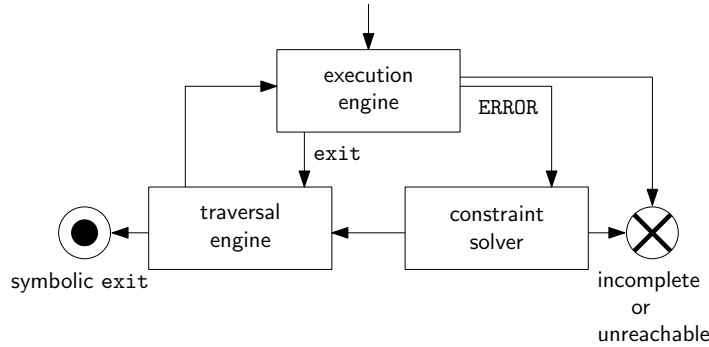 execution
engine
ERROR
exit
traversal
engine
constraint
solver
symbolic exit
incomplete
or
unreachable